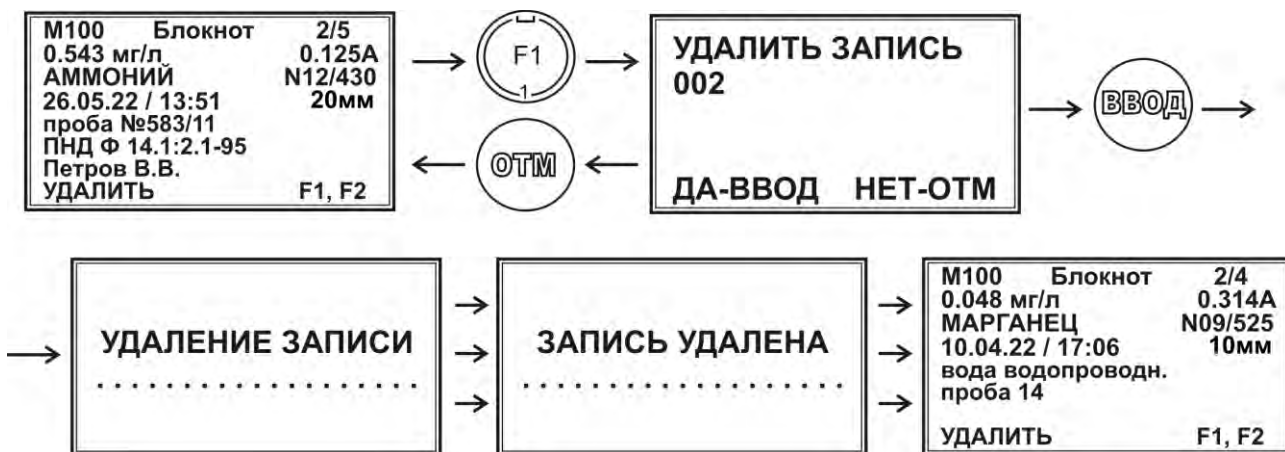 М100 Блокнот 2/5
0.543 мг/л 0.125А
АММОНИЙ N12/430
26.05.22 / 13:51 20мм
проба №583/11
ПНД Ф 14.1:2.1-95
Петров В.В.
УДАЛИТЬ F1, F2
F1
1
ОТМ
УДАЛИТЬ ЗАПИСЬ
002
ДА-ВВОД НЕТ-ОТМ
ВВОД
УДАЛЕНИЕ ЗАПИСИ
ЗАПИСЬ УДАЛЕНА
М100 Блокнот 2/4
0.048 мг/л 0.314А
МАРГАНЕЦ N09/525
10.04.22 / 17:06 10мм
вода водопроводн.
проба 14
УДАЛИТЬ F1, F2